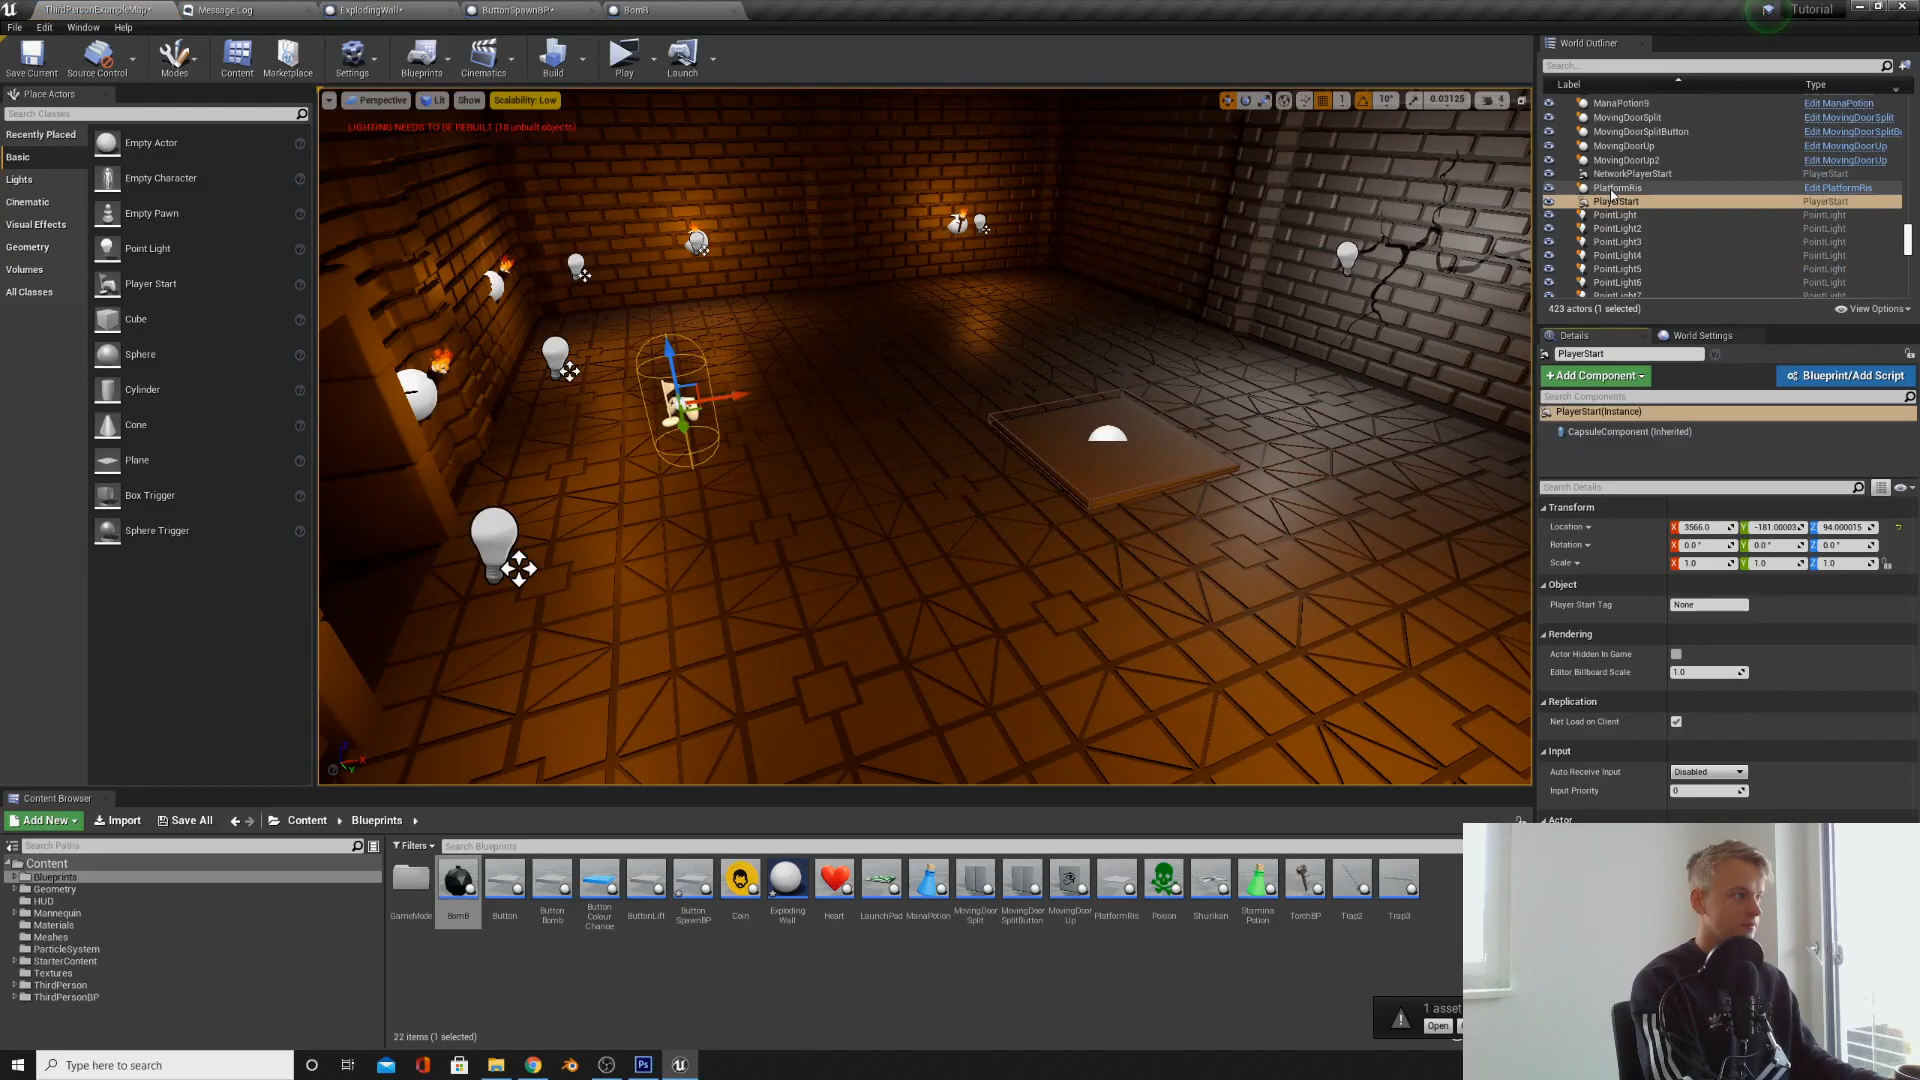 ThirdPersonExampleMap*
Message Log
ExplodingWall*
ButtonSpawnBP*
BomB
Tutorial
File
Edit
Window
Help
Save Current
Source Control
Modes
Content
Marketplace
Settings
Blueprints
Cinematics
Build
Play
Launch
Place Actors
Search Classes
Recently Placed
Basic
Lights
Cinematic
Visual Effects
Geometry
Volumes
All Classes
Empty Actor
Empty Character
Empty Pawn
Point Light
Player Start
Cube
Sphere
Cylinder
Cone
Plane
Box Trigger
Sphere Trigger
Perspective
Lit
Show
Scalability: Low
1
10°
0.03125
4
LIGHTING NEEDS TO BE REBUILT (18 unbuilt objects)
World Outliner
Search...
Label
Type
ManaPotion9 Edit ManaPotion
MovingDoorSplit Edit MovingDoorSplit
MovingDoorSplitButton Edit MovingDoorSplitB
MovingDoorUp Edit MovingDoorUp
MovingDoorUp2 Edit MovingDoorUp
NetworkPlayerStart PlayerStart
PlatformRis Edit PlatformRis
PlayerStart PlayerStart
PointLight PointLight
PointLight2 PointLight
PointLight3 PointLight
PointLight4 PointLight
PointLight5 PointLight
PointLight6 PointLight
PointLight7 PointLight
423 actors (1 selected)
View Options
Details
World Settings
PlayerStart
+Add Component
Blueprint/Add Script
Search Components
PlayerStart(Instance)
CapsuleComponent (Inherited)
Search Details
Transform
Location X 3566.0 Y -181.00003 Z 94.000015
Rotation X 0.0 ° Y 0.0 ° Z 0.0 °
Scale X 1.0 Y 1.0 Z 1.0
Object
Player Start Tag None
Rendering
Actor Hidden In Game
Editor Billboard Scale 1.0
Replication
Net Load on Client
Input
Auto Receive Input Disabled
Input Priority 0
Actor
Content Browser
Add New
Import
Save All
Content
Blueprints
Search Paths
Filters
Search Blueprints
Content
Blueprints
Geometry
HUD
Mannequin
Materials
Meshes
ParticleSystem
StarterContent
Textures
ThirdPerson
ThirdPersonBP
GameMode
BomB
Button
Button Bomb
Button Colour Change
ButtonLift
Button SpawnBP
Coin
Exploding Wall
Heart
LaunchPad
ManaPotion
MovingDoor Split
MovingDoor SplitButton
MovingDoor Up
PlatformRis
Poison
Shurikan
Stamina Potion
TorchBP
Trap2
Trap3
22 items (1 selected)
1 asset
Open
Type here to search
Ps